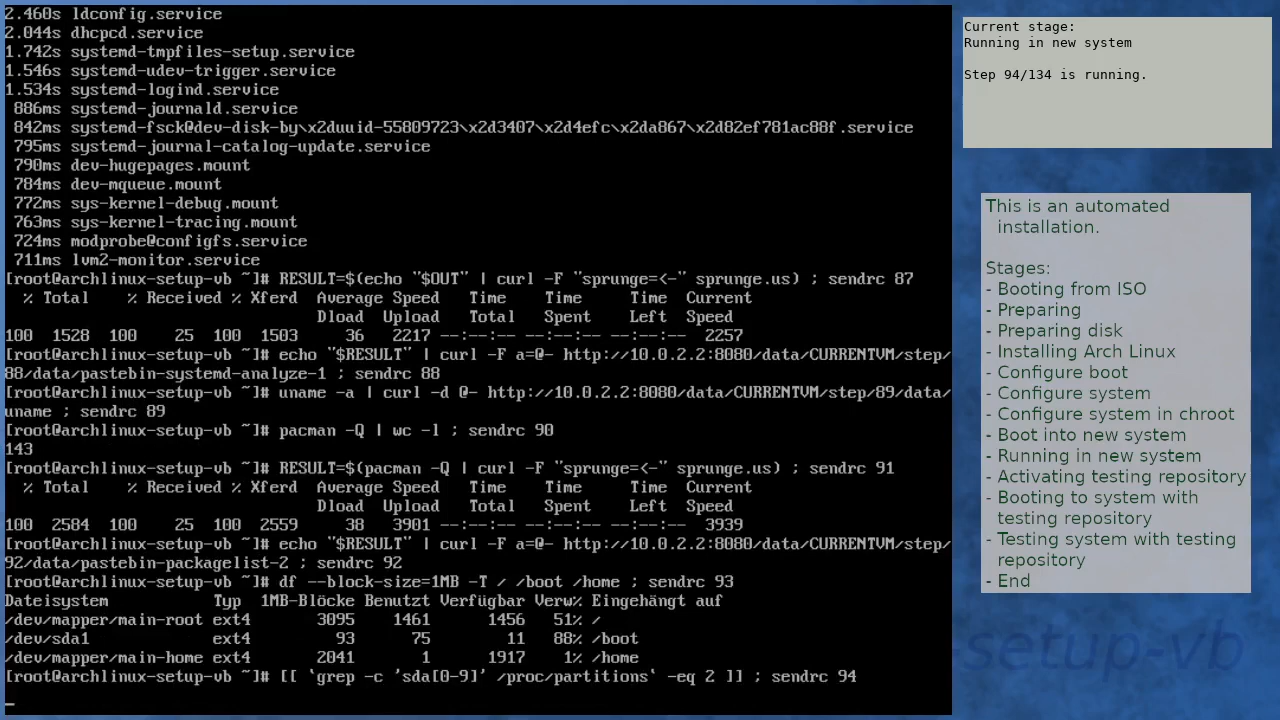 2.460s ldconfig.service
2.044s dhcpcd.service
1.742s systemd-tmpfiles-setup.service
1.546s systemd-udev-trigger.service
1.534s systemd-logind.service
886ms systemd-journald.service
842ms systemd-fsck@dev-disk-by\x2duuid-55809723\x2d3407\x2d4efc\x2da867\x2d82ef781ac88f.service
795ms systemd-journal-catalog-update.service
790ms dev-hugepages.mount
784ms dev-mqueue.mount
772ms sys-kernel-debug.mount
763ms sys-kernel-tracing.mount
724ms modprobe@configfs.service
711ms lvm2-monitor.service
[root@archlinux-setup-vb ~]# RESULT=$(echo "$OUT" | curl -F "sprunge=<-" sprunge.us) ; sendrc 87
% Total    % Received % Xferd  Average Speed   Time    Time     Time  Current
Dload  Upload   Total   Spent    Left  Speed
100  1528  100    25  100  1503     36   2217 --:--:-- --:--:-- --:--:--  2257
[root@archlinux-setup-vb ~]# echo "$RESULT" | curl -F a=@- http://10.0.2.2:8080/data/CURRENTVM/step/
88/data/pastebin-systemd-analyze-1 ; sendrc 88
[root@archlinux-setup-vb ~]# uname -a | curl -d @- http://10.0.2.2:8080/data/CURRENTVM/step/89/data/
uname ; sendrc 89
[root@archlinux-setup-vb ~]# pacman -Q | wc -l ; sendrc 90
143
[root@archlinux-setup-vb ~]# RESULT=$(pacman -Q | curl -F "sprunge=<-" sprunge.us) ; sendrc 91
% Total    % Received % Xferd  Average Speed   Time    Time     Time  Current
Dload  Upload   Total   Spent    Left  Speed
100  2584  100    25  100  2559     38   3901 --:--:-- --:--:-- --:--:--  3939
[root@archlinux-setup-vb ~]# echo "$RESULT" | curl -F a=@- http://10.0.2.2:8080/data/CURRENTVM/step/
92/data/pastebin-packagelist-2 ; sendrc 92
[root@archlinux-setup-vb ~]# df --block-size=1MB -T / /boot /home ; sendrc 93
Dateisystem           Typ  1MB-Blöcke Benutzt Verfügbar Verw% Eingehängt auf
/dev/mapper/main-root ext4       3095    1461      1456   51% /
/dev/sda1             ext4         93      75        11   88% /boot
/dev/mapper/main-home ext4       2041       1      1917    1% /home
[root@archlinux-setup-vb ~]# [[ `grep -c 'sda[0-9]' /proc/partitions` -eq 2 ]] ; sendrc 94
Current stage:
Running in new system
Step 94/134 is running.
This is an automated
installation.
Stages:
- Booting from ISO
- Preparing
- Preparing disk
- Installing Arch Linux
- Configure boot
- Configure system
- Configure system in chroot
- Boot into new system
- Running in new system
- Activating testing repository
- Booting to system with
testing repository
- Testing system with testing
repository
- End
-setup-vb